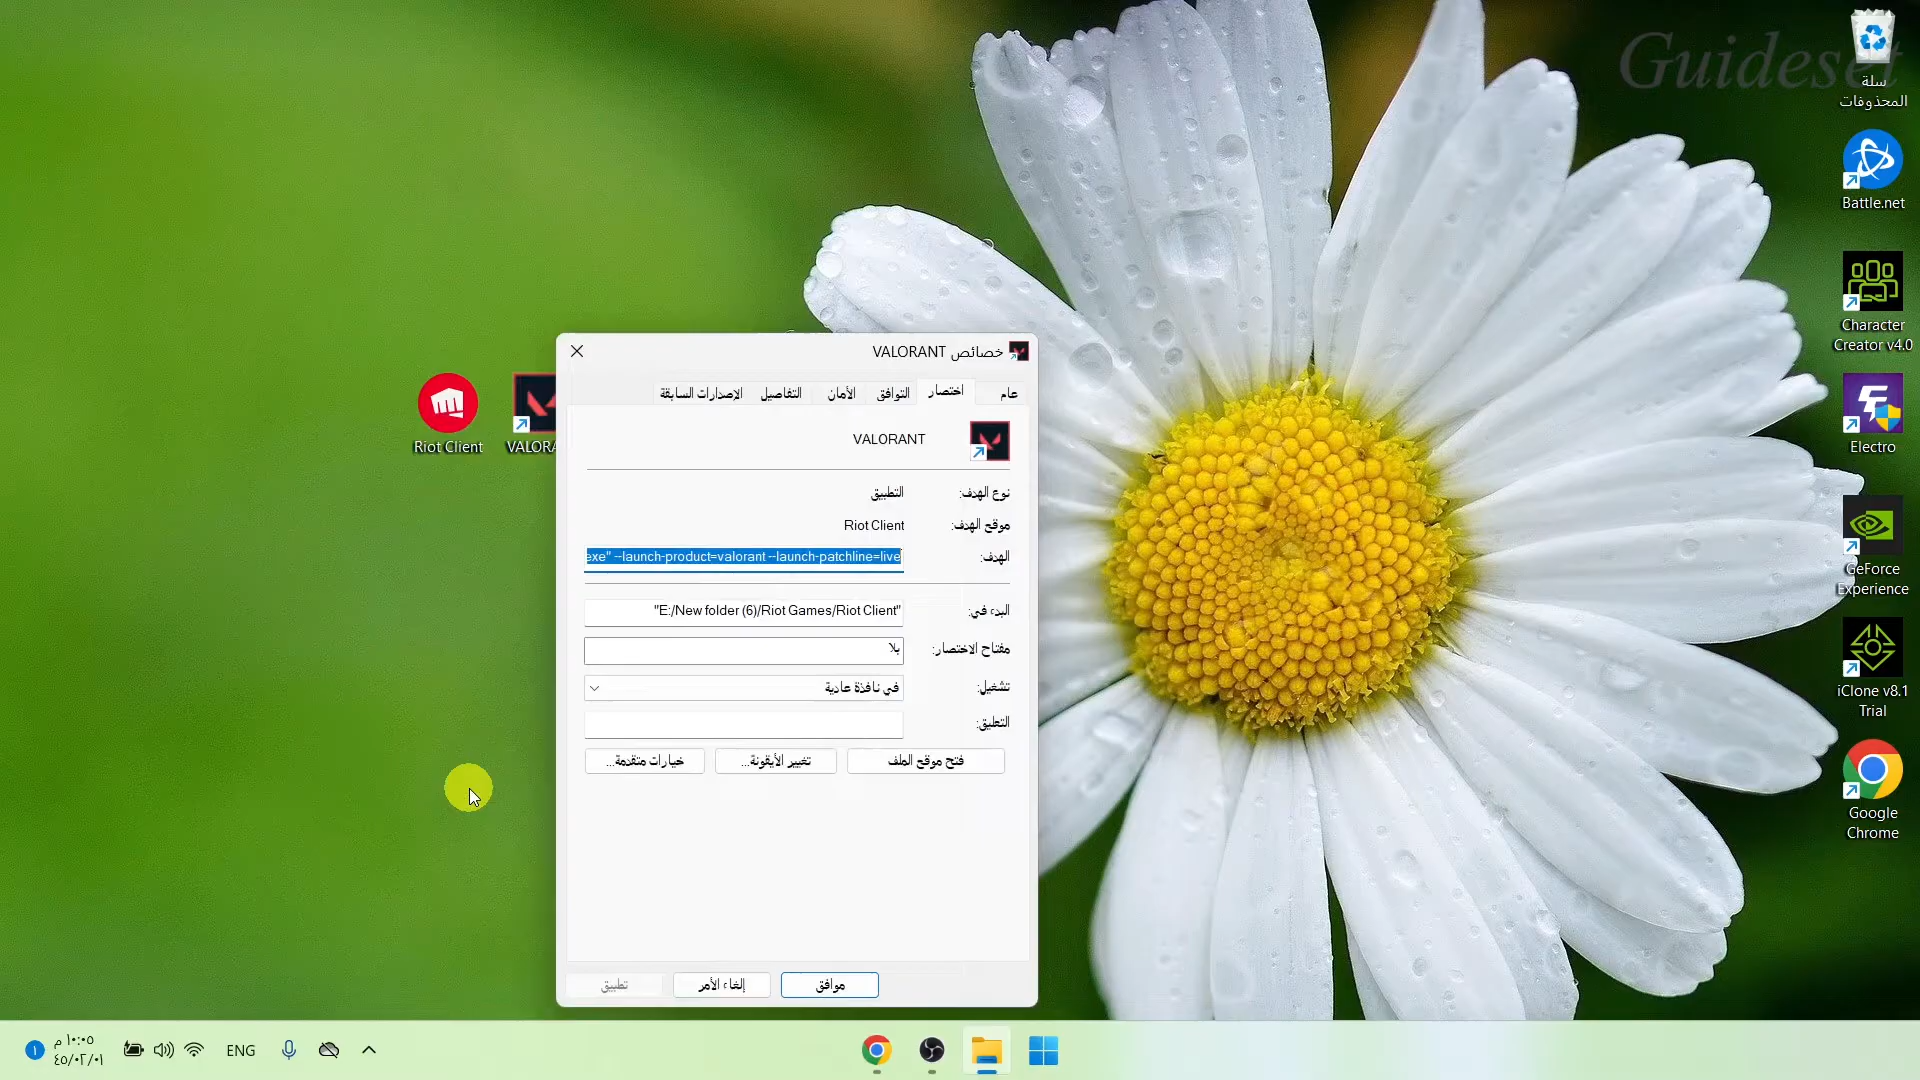 Guideset
سلة
المحذوفات
Battle.net
Character
Creator v4.0
Electro
GeForce
Experience
iClone v8.1
Trial
Google
Chrome
Riot Client
VALORA
خصائص VALORANT
عام
اختصار
التوافق
الأمان
التفاصيل
الإصدارات السابقة
VALORANT
نوع الهدف:
التطبيق
موقع الهدف:
Riot Client
الهدف:
exe" --launch-product=valorant --launch-patchline=live
البدء في:
"E:/New folder (6)/Riot Games/Riot Client"
مفتاح الاختصار:
بلا
تشغيل:
في نافذة عادية
التعليق:
فتح موقع الملف
تغيير الأيقونة...
خيارات متقدمة...
موافق
إلغاء الأمر
تطبيق
ENG
١٠:٠٥ م
٤٥/٠٢/٠١
١